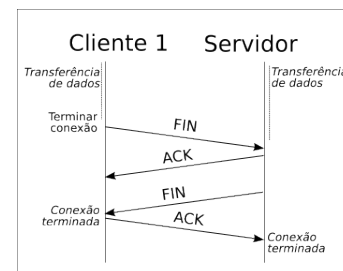 Cliente 1 Servidor
Transferência
de dados
Transferência
de dados
Terminar
conexão
FIN
ACK
FIN
Conexão
terminada
ACK
Conexão
terminada